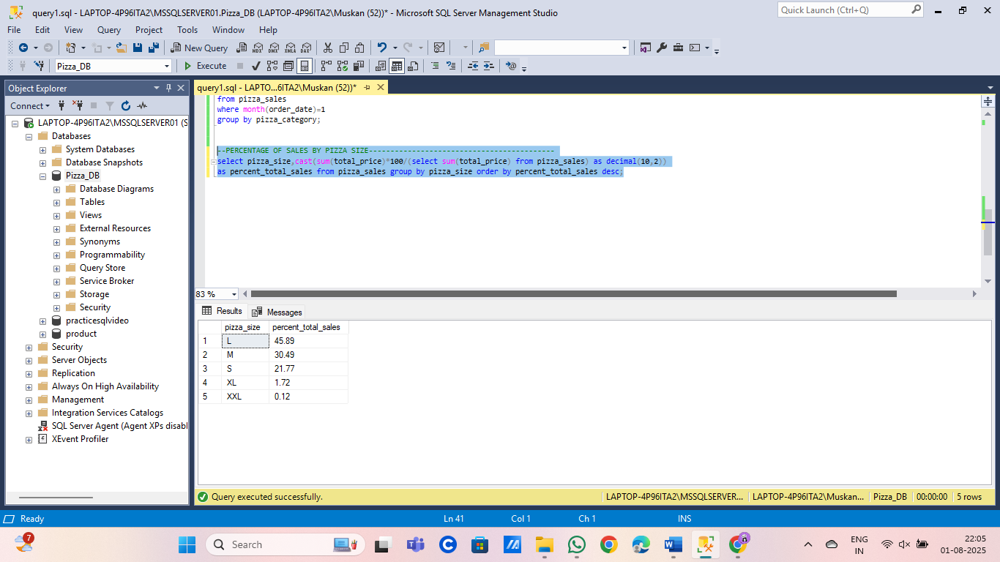 query1.sql - LAPTOP-4P96ITA2\MSSQLSERVER01.Pizza_DB (LAPTOP-4P96ITA2\Muskan (52))* - Microsoft SQL Server Management Studio
Quick Launch (Ctrl+Q)
File Edit View Query Project Tools Window Help
New Query
MDX DMX XMLA DAX
Pizza_DB
Execute
Object Explorer
query1.sql - LAPTO...6ITA2\Muskan (52))*
Connect
LAPTOP-4P96ITA2\MSSQLSERVER01 (S
Databases
System Databases
Database Snapshots
Pizza_DB
Database Diagrams
Tables
Views
External Resources
Synonyms
Programmability
Query Store
Service Broker
Storage
Security
practicesqlvideo
product
Security
Server Objects
Replication
Always On High Availability
Management
Integration Services Catalogs
SQL Server Agent (Agent XPs disabl
XEvent Profiler
from pizza_sales
where month(order_date)=1
group by pizza_category;
--PERCENTAGE OF SALES BY PIZZA SIZE-------------------------------------------
select pizza_size,cast(sum(total_price)*100/(select sum(total_price) from pizza_sales) as decimal(10,2))
as percent_total_sales from pizza_sales group by pizza_size order by percent_total_sales desc;
83 %
Results Messages
pizza_size percent_total_sales
1 L 45.89
2 M 30.49
3 S 21.77
4 XL 1.72
5 XXL 0.12
Query executed successfully.
LAPTOP-4P96ITA2\MSSQLSERVER... LAPTOP-4P96ITA2\Muskan... Pizza_DB 00:00:00 5 rows
Ready Ln 41 Col 1 Ch 1 INS
7
Search
ENG
IN
22:05
01-08-2025